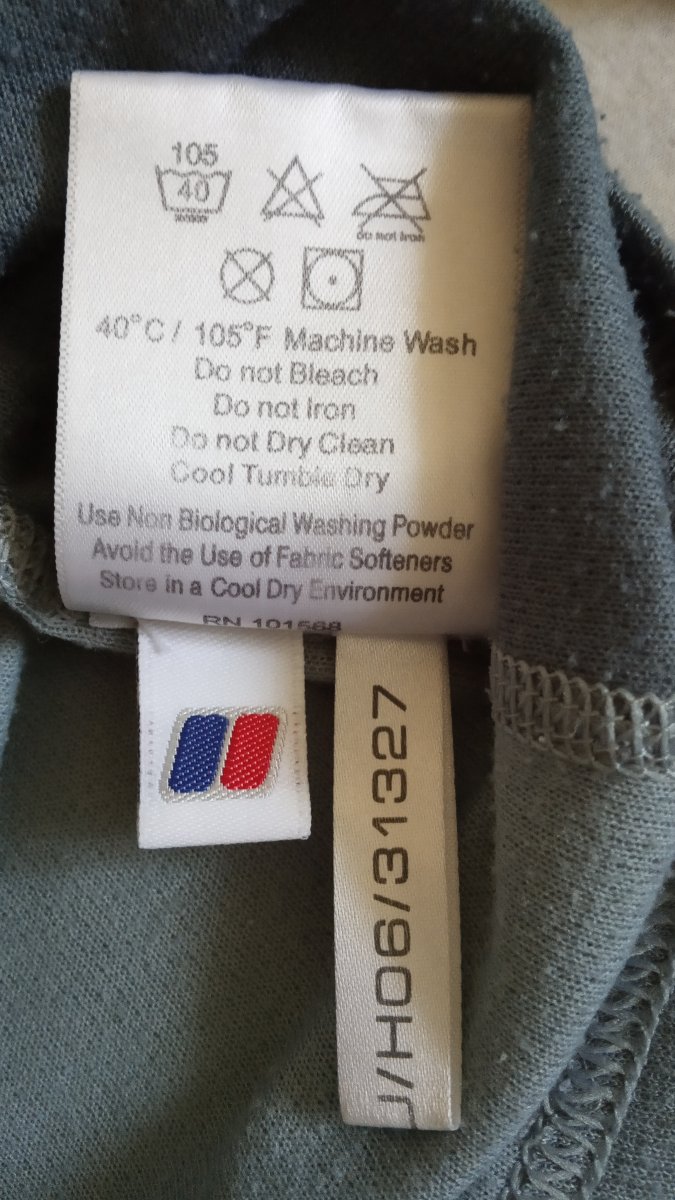 105
40
do not iron
40°C / 105°F Machine Wash
Do not Bleach
Do not Iron
Do not Dry Clean
Cool Tumble Dry
Use Non Biological Washing Powder
Avoid the Use of Fabric Softeners
Store in a Cool Dry Environment
RN 101568
/H06/31327